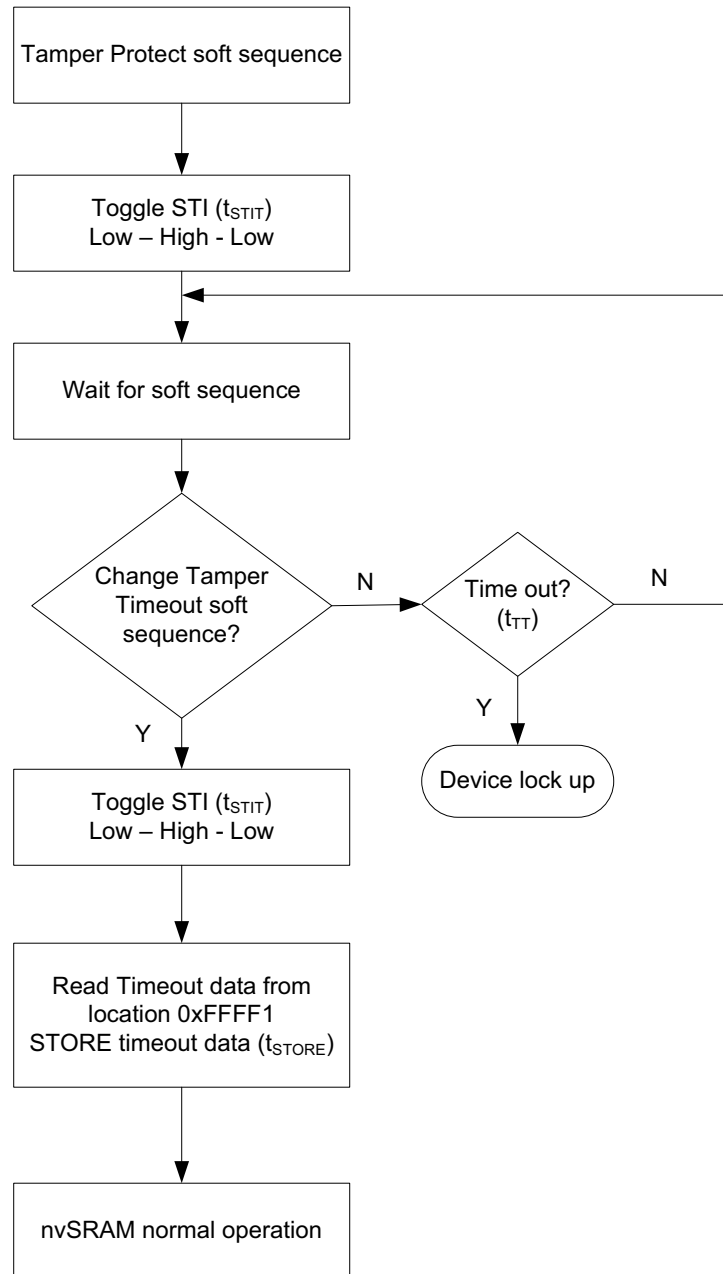 Tamper Protect soft sequence
Toggle STI (tSTIT)
Low – High - Low
Wait for soft sequence
Change Tamper
Timeout soft
sequence?
N
Time out?
(tTT)
N
Y
Y
Device lock up
Toggle STI (tSTIT)
Low – High - Low
Read Timeout data from
location 0xFFFF1
STORE timeout data (tSTORE)
nvSRAM normal operation